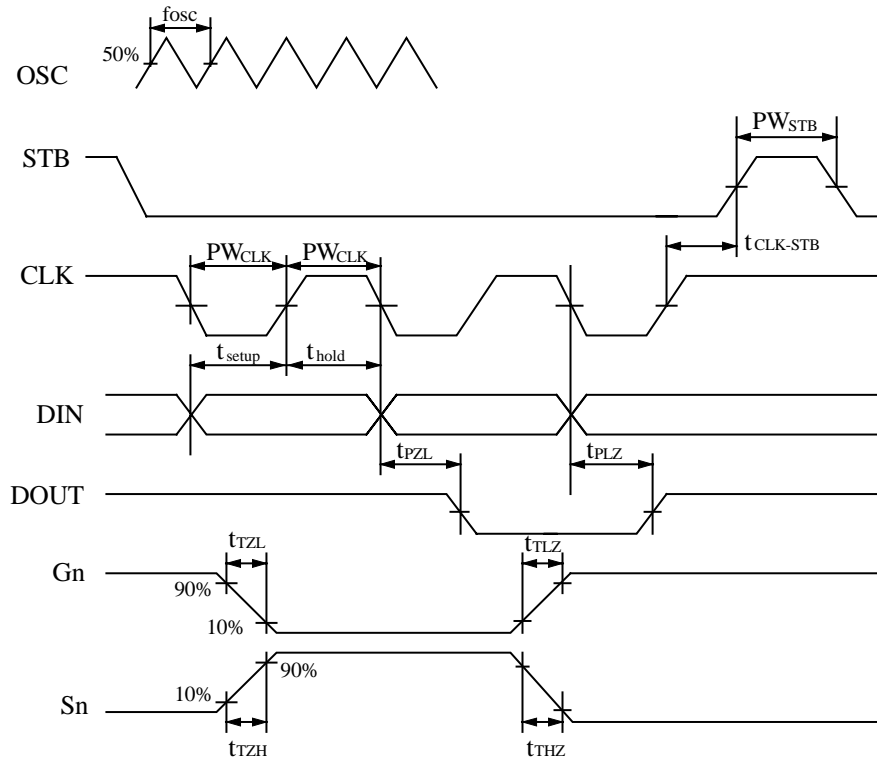 fosc
50%
OSC
PWSTB
STB
tCLK-STB
PWCLK PWCLK
CLK
tsetup thold
DIN
tPZL tPLZ
DOUT
tTZL tTLZ
Gn
90%
10%
90%
10%
Sn
tTZH tTHZ